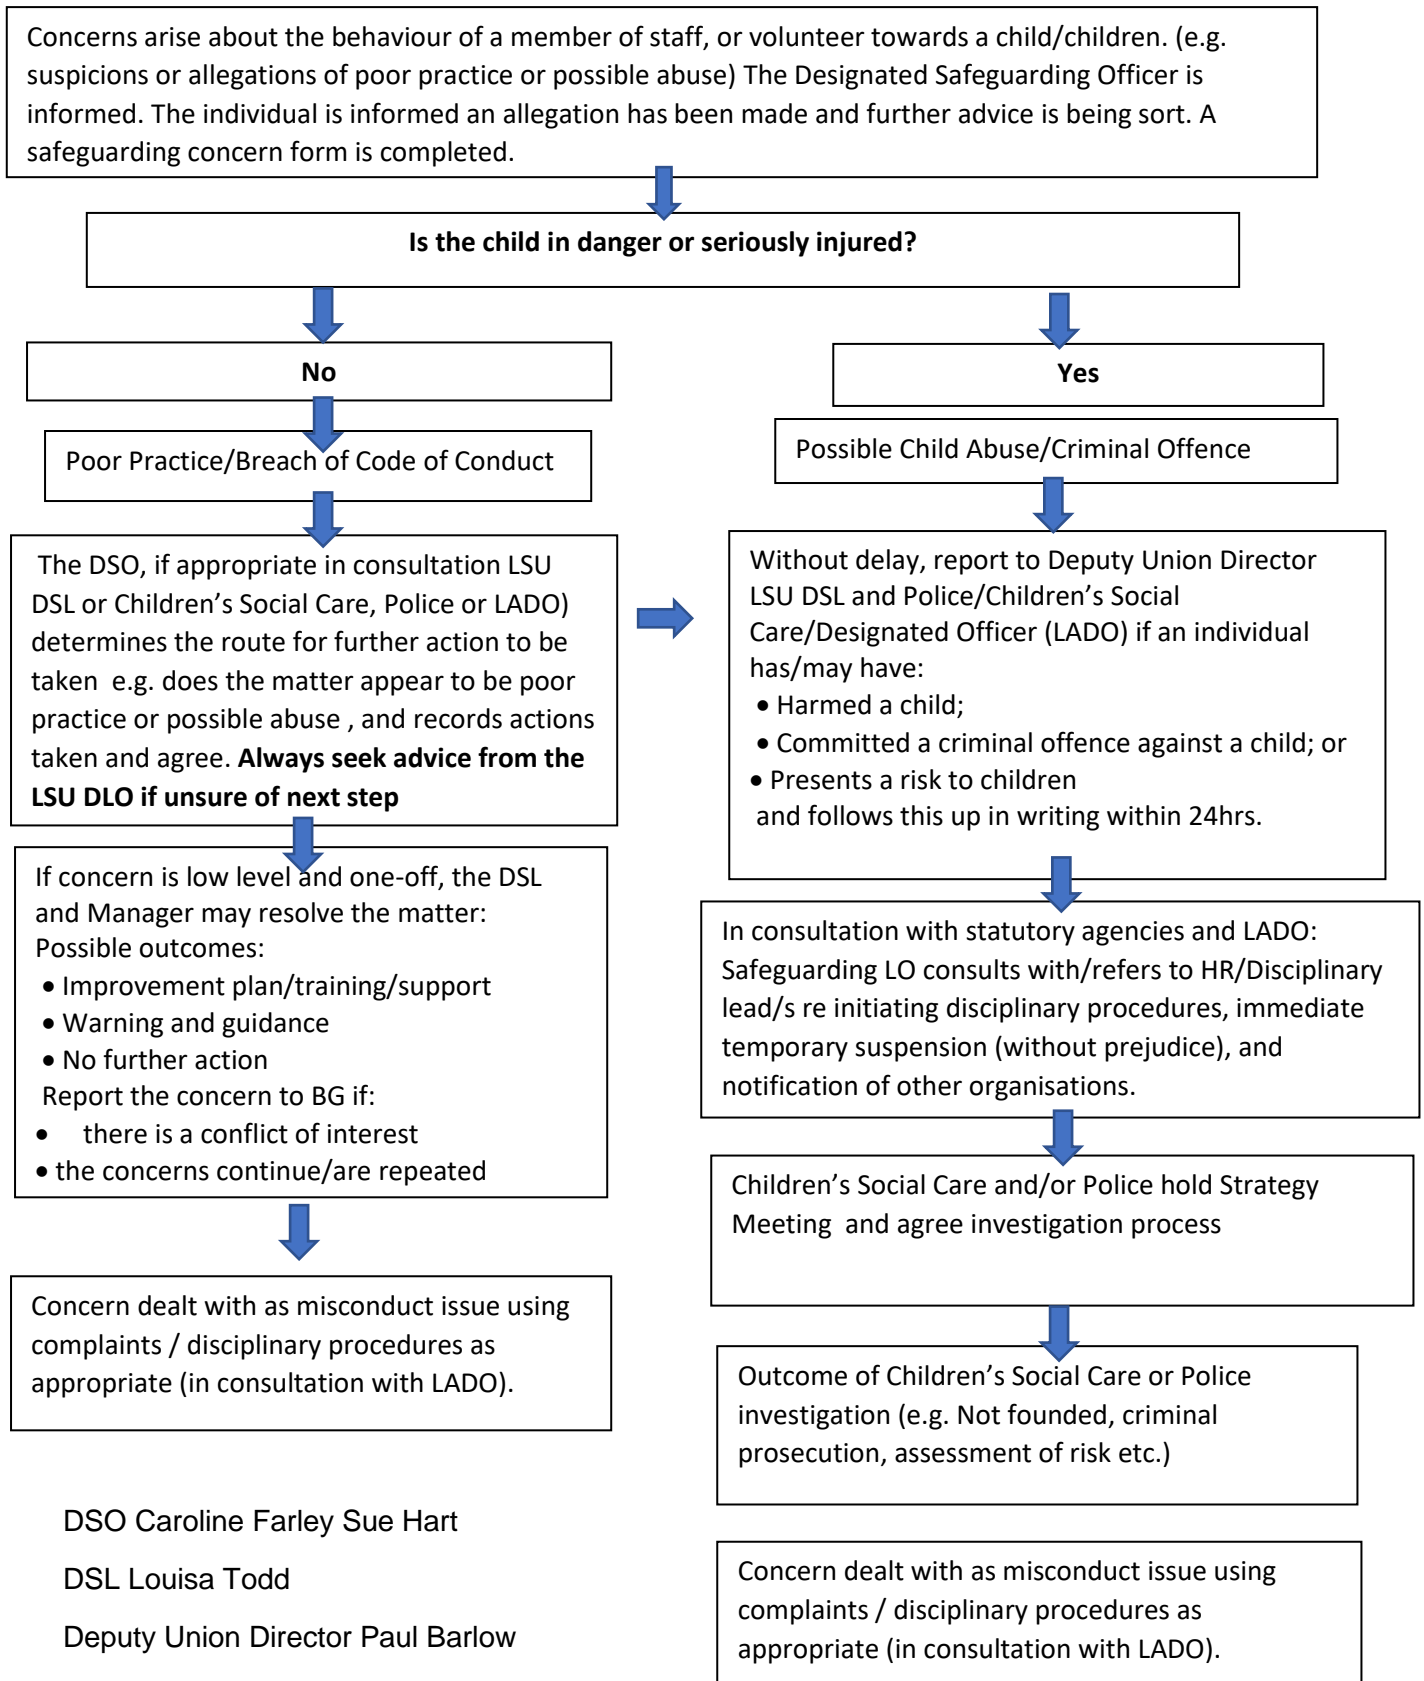 Concerns arise about the behaviour of a member of staff, or volunteer towards a child/children. (e.g.
suspicions or allegations of poor practice or possible abuse) The Designated Safeguarding Officer is
informed. The individual is informed an allegation has been made and further advice is being sort. A
safeguarding concern form is completed.
Is the child in danger or seriously injured?
No
Poor Practice/Breach of Code of Conduct
The DSO, if appropriate in consultation LSU
DSL or Children’s Social Care, Police or LADO)
determines the route for further action to be
taken e.g. does the matter appear to be poor
practice or possible abuse , and records actions
taken and agree. Always seek advice from the
LSU DLO if unsure of next step
If concern is low level and one-off, the DSL
and Manager may resolve the matter:
Possible outcomes:
• Improvement plan/training/support
• Warning and guidance
• No further action
Report the concern to BG if:
• there is a conflict of interest
• the concerns continue/are repeated
Concern dealt with as misconduct issue using
complaints / disciplinary procedures as
appropriate (in consultation with LADO).
Yes
Possible Child Abuse/Criminal Offence
Without delay, report to Deputy Union Director
LSU DSL and Police/Children’s Social
Care/Designated Officer (LADO) if an individual
has/may have:
• Harmed a child;
• Committed a criminal offence against a child; or
• Presents a risk to children
and follows this up in writing within 24hrs.
In consultation with statutory agencies and LADO:
Safeguarding LO consults with/refers to HR/Disciplinary
lead/s re initiating disciplinary procedures, immediate
temporary suspension (without prejudice), and
notification of other organisations.
Children’s Social Care and/or Police hold Strategy
Meeting and agree investigation process
Outcome of Children’s Social Care or Police
investigation (e.g. Not founded, criminal
prosecution, assessment of risk etc.)
Concern dealt with as misconduct issue using
complaints / disciplinary procedures as
appropriate (in consultation with LADO).
DSO Caroline Farley Sue Hart
DSL Louisa Todd
Deputy Union Director Paul Barlow